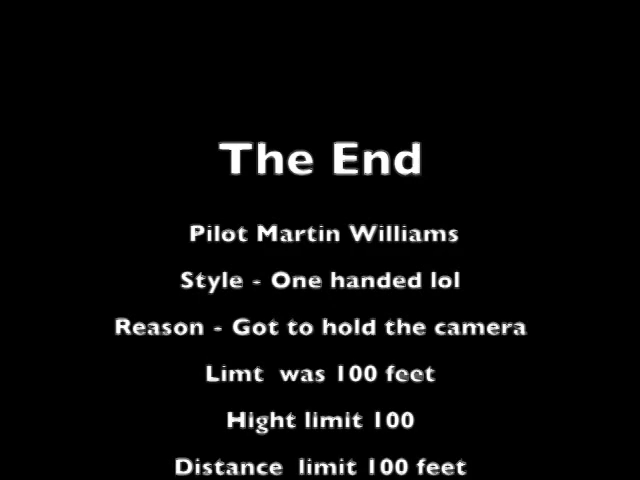 The End
Pilot Martin Williams
Style - One handed lol
Reason - Got to hold the camera
Limt was 100 feet
Hight limit 100
Distance limit 100 feet